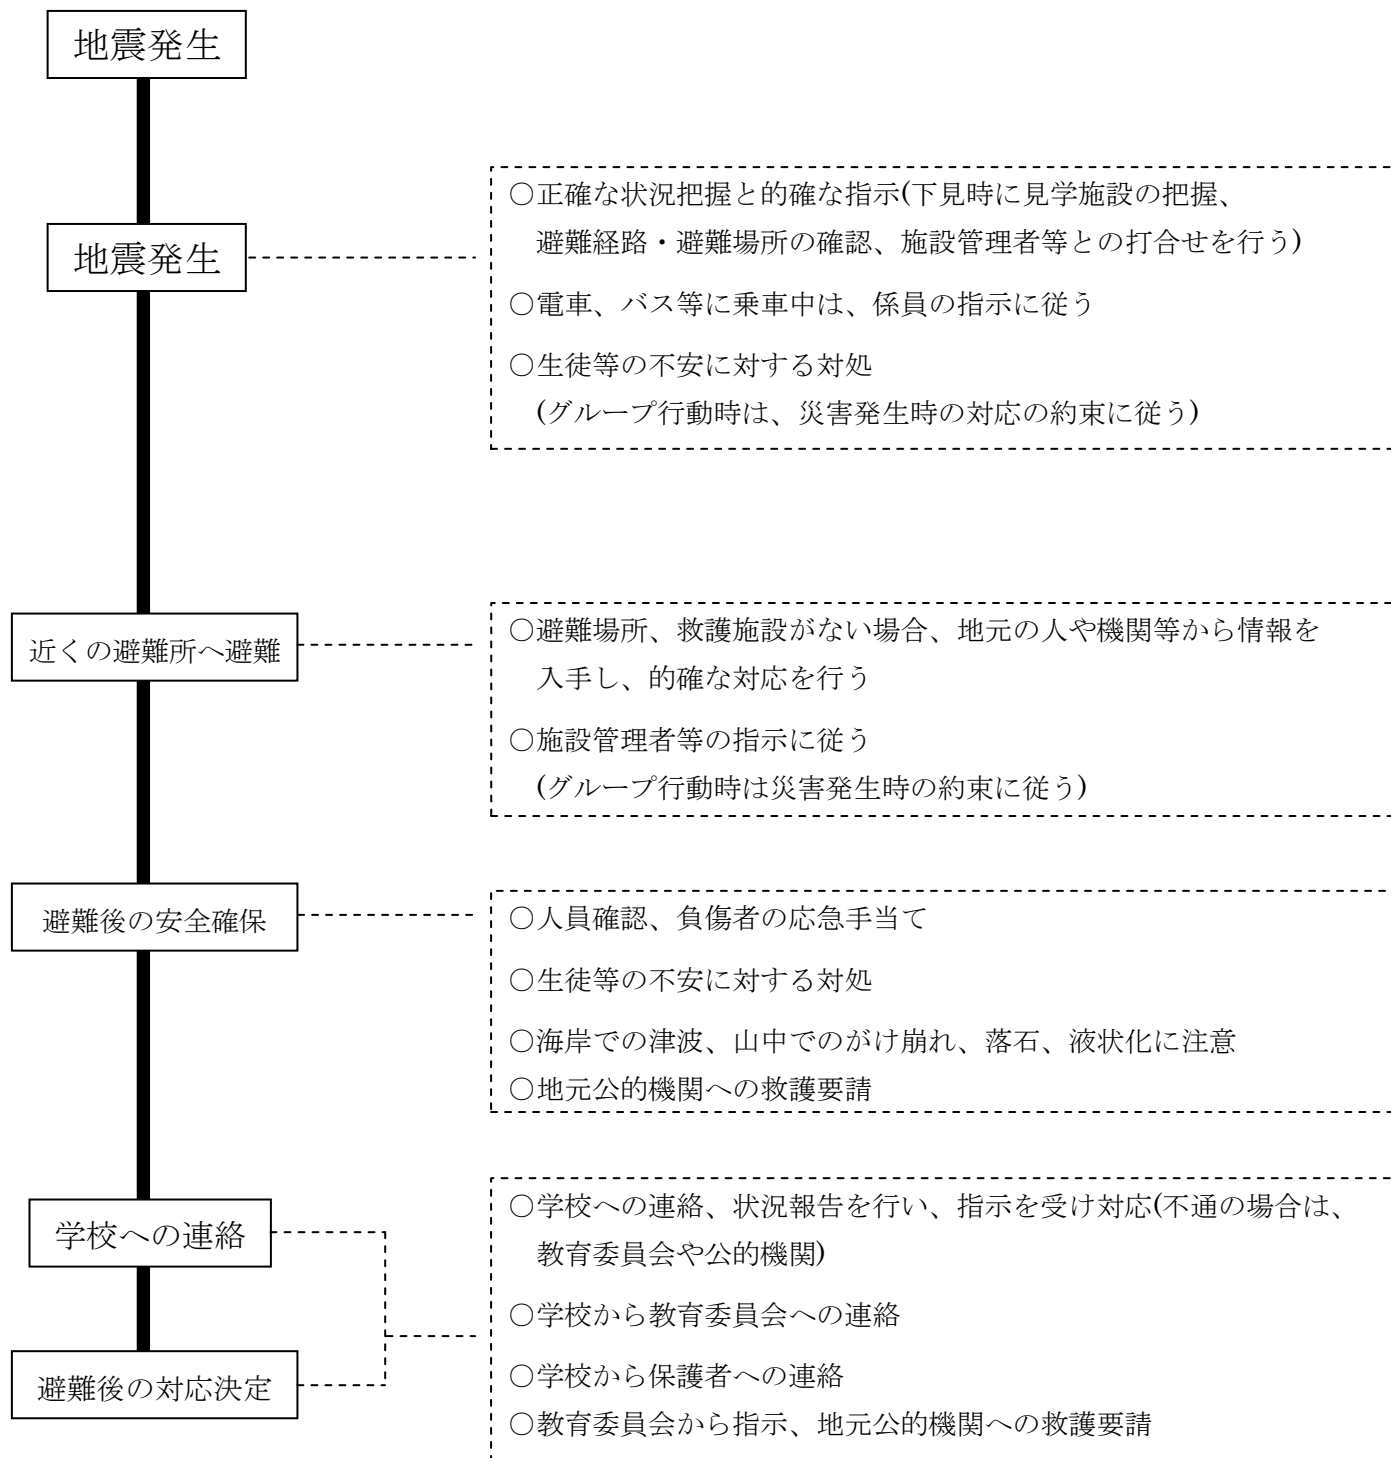 地震発生
地震発生
○正確な状況把握と的確な指示(下見時に見学施設の把握、
避難経路・避難場所の確認、施設管理者等との打合せを行う)
○電車、バス等に乗車中は、係員の指示に従う
○生徒等の不安に対する対処
(グループ行動時は、災害発生時の対応の約束に従う)
近くの避難所へ避難
○避難場所、救護施設がない場合、地元の人や機関等から情報を
入手し、的確な対応を行う
○施設管理者等の指示に従う
(グループ行動時は災害発生時の約束に従う)
避難後の安全確保
○人員確認、負傷者の応急手当て
○生徒等の不安に対する対処
○海岸での津波、山中でのがけ崩れ、落石、液状化に注意
○地元公的機関への救護要請
学校への連絡
避難後の対応決定
○学校への連絡、状況報告を行い、指示を受け対応(不通の場合は、
教育委員会や公的機関)
○学校から教育委員会への連絡
○学校から保護者への連絡
○教育委員会から指示、地元公的機関への救護要請